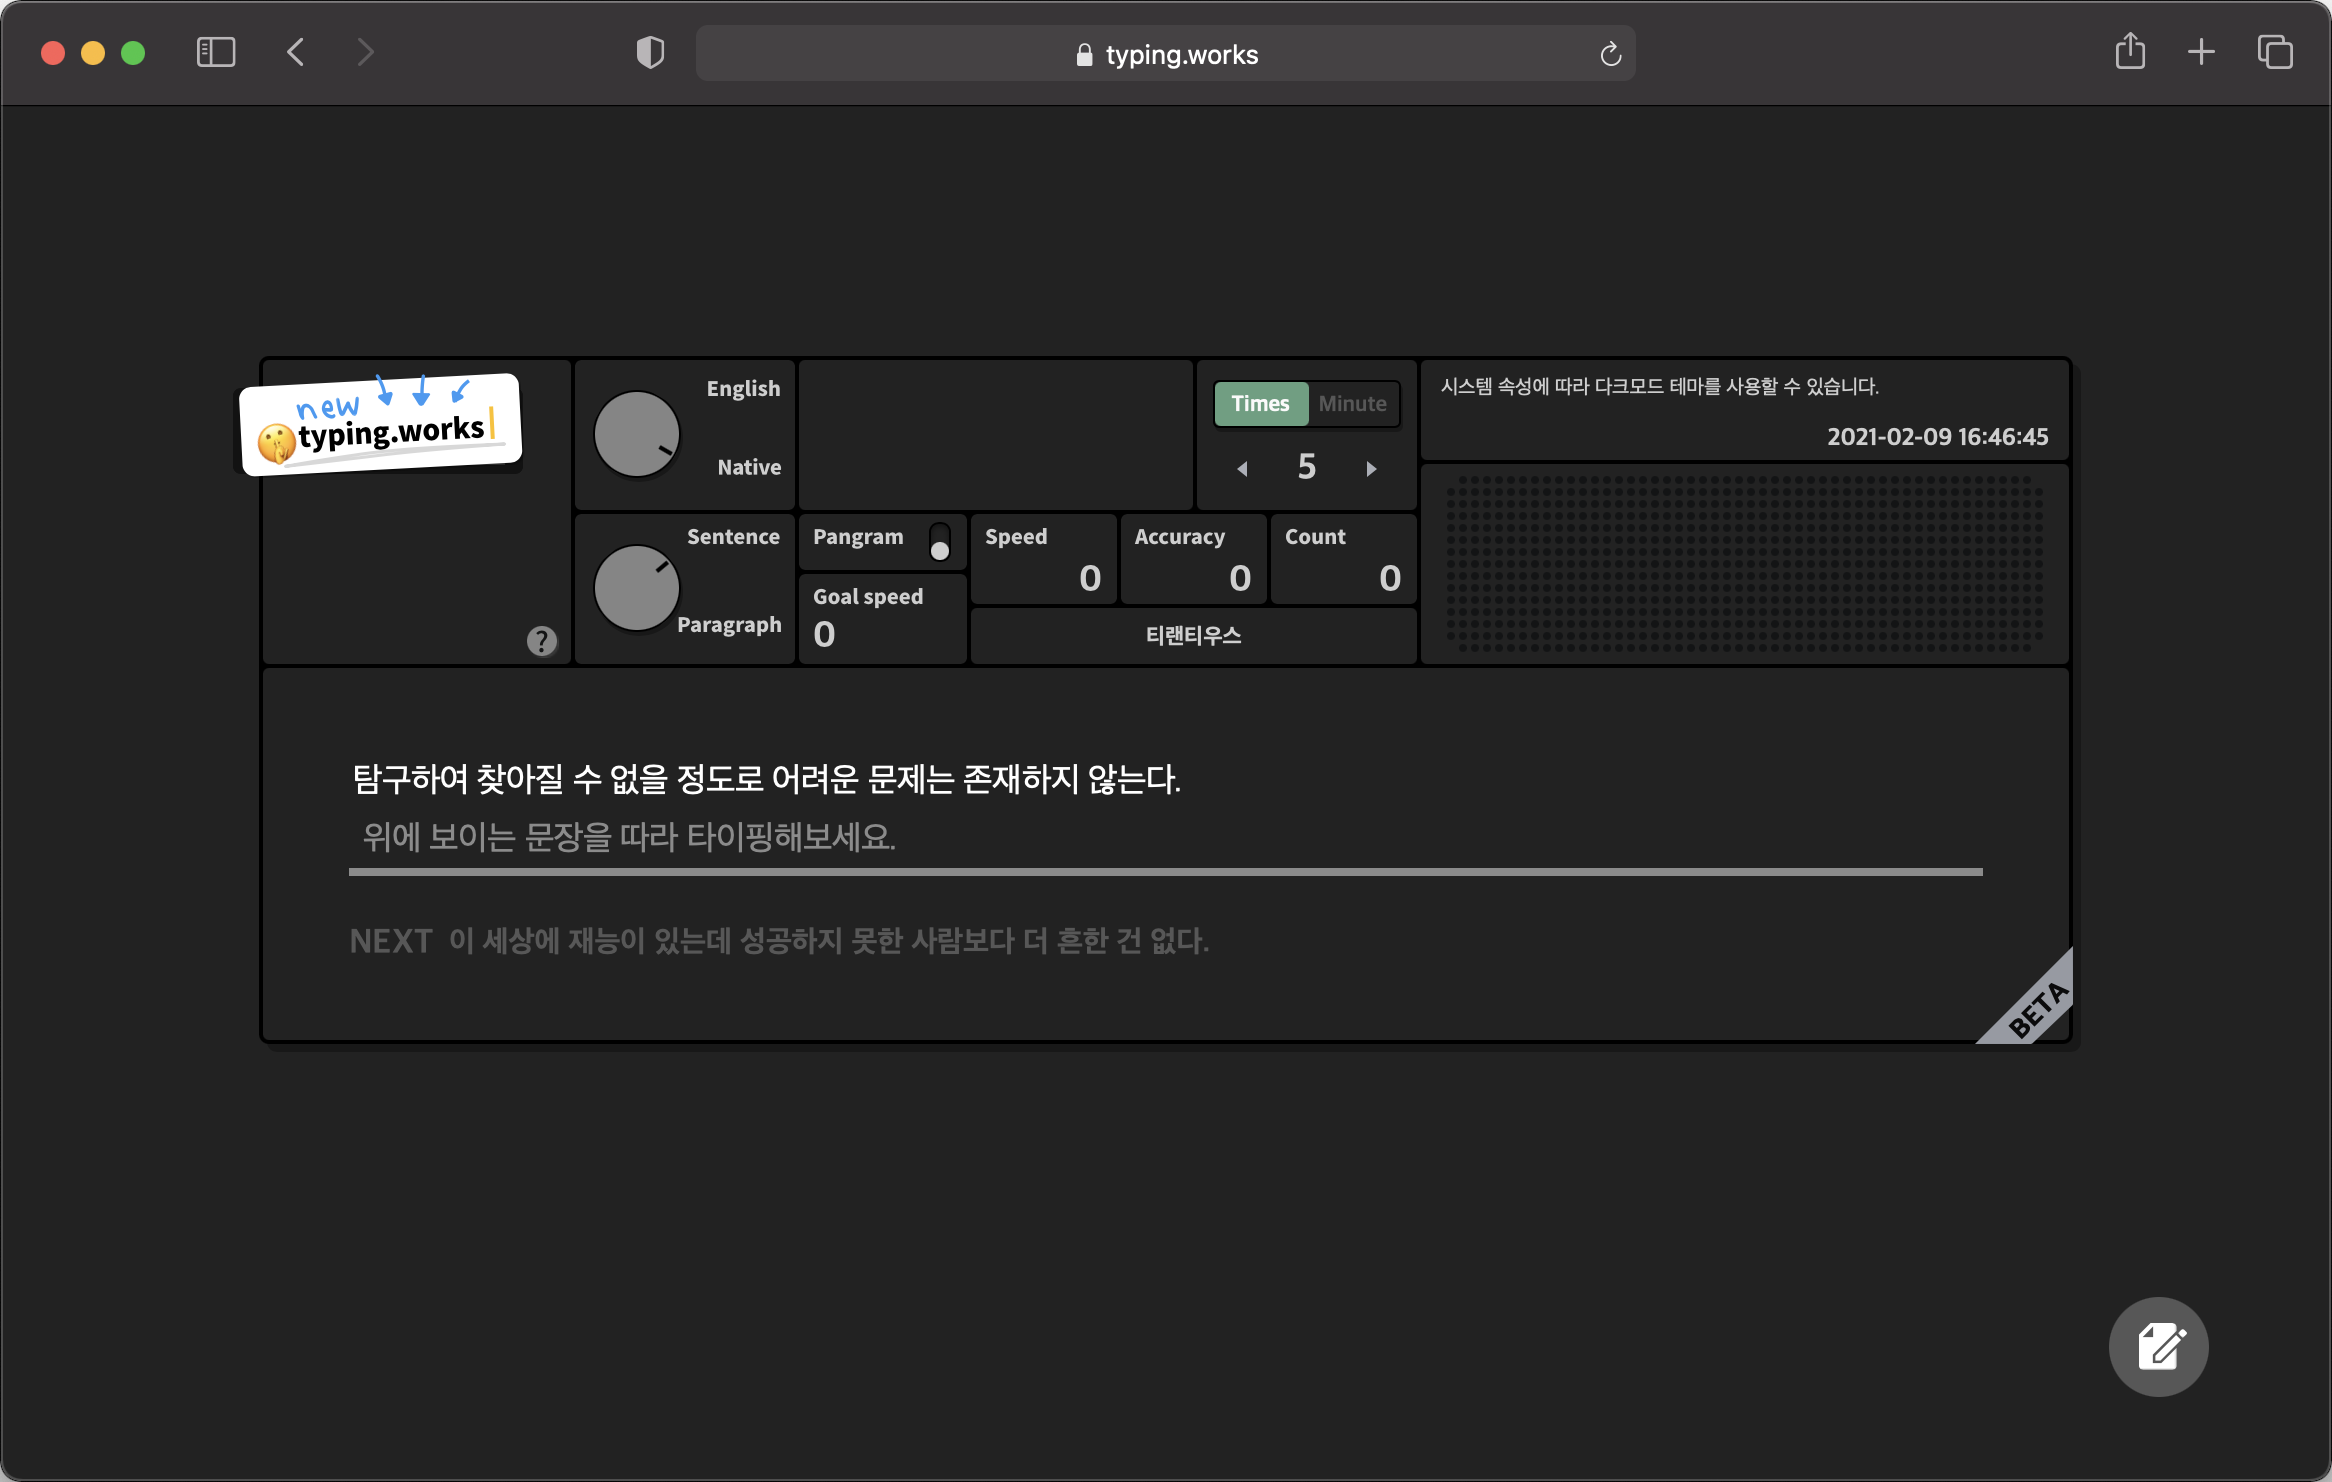 typing.works
new
typing.works
English
Native
Times
Minute
5
시스템 속성에 따라 다크모드 테마를 사용할 수 있습니다.
2021-02-09 16:46:45
Sentence
Paragraph
Pangram
Goal speed
0
Speed
0
Accuracy
0
Count
0
티랜티우스
?
탐구하여 찾아질 수 없을 정도로 어려운 문제는 존재하지 않는다.
위에 보이는 문장을 따라 타이핑해보세요.
NEXT 이 세상에 재능이 있는데 성공하지 못한 사람보다 더 흔한 건 없다.
BETA